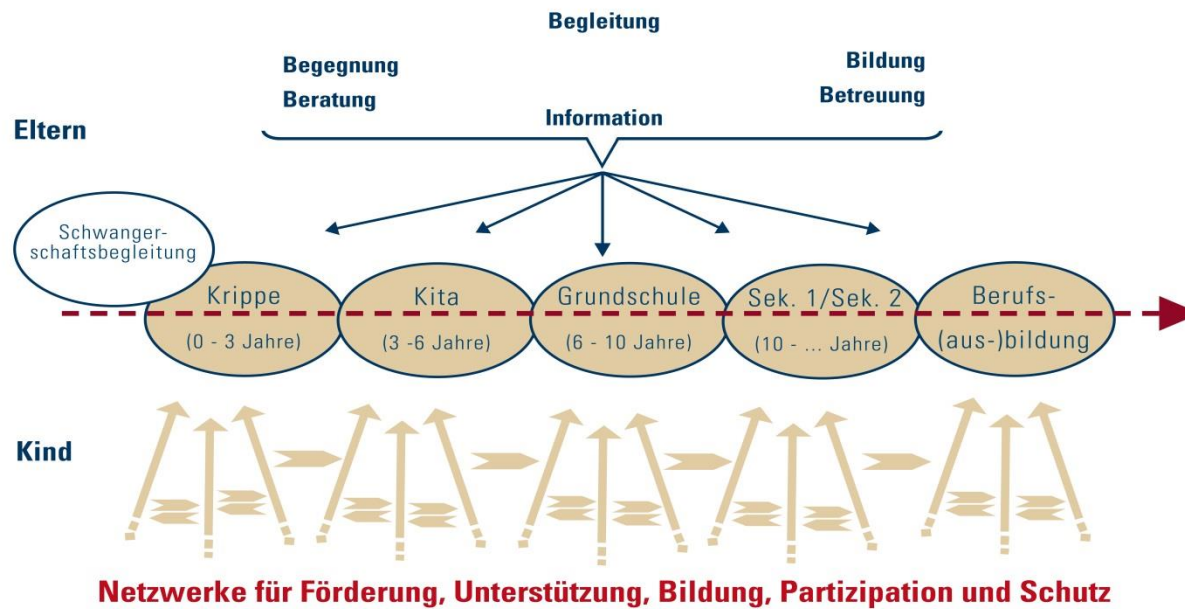 Begleitung
Begegnung
Beratung
Bildung
Betreuung
Information
Eltern
Schwanger-
schaftsbegleitung
Krippe
(0 - 3 Jahre)
Kita
(3 -6 Jahre)
Grundschule
(6 - 10 Jahre)
Sek. 1/Sek. 2
(10 - ... Jahre)
Berufs-
(aus-)bildung
Kind
Netzwerke für Förderung, Unterstützung, Bildung, Partizipation und Schutz